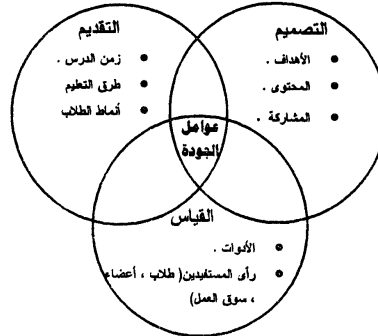 التصميم
• الأهداف .
• المحتوى .
• المشاركة .
التقديم
• زمن الدرس .
• طرق التعليم
• أنماط الطلاب
عوامل
الجودة
القياس
• الأدوات .
• رأى المستفيدين( طلاب ، أعضاء
، سوق العمل)